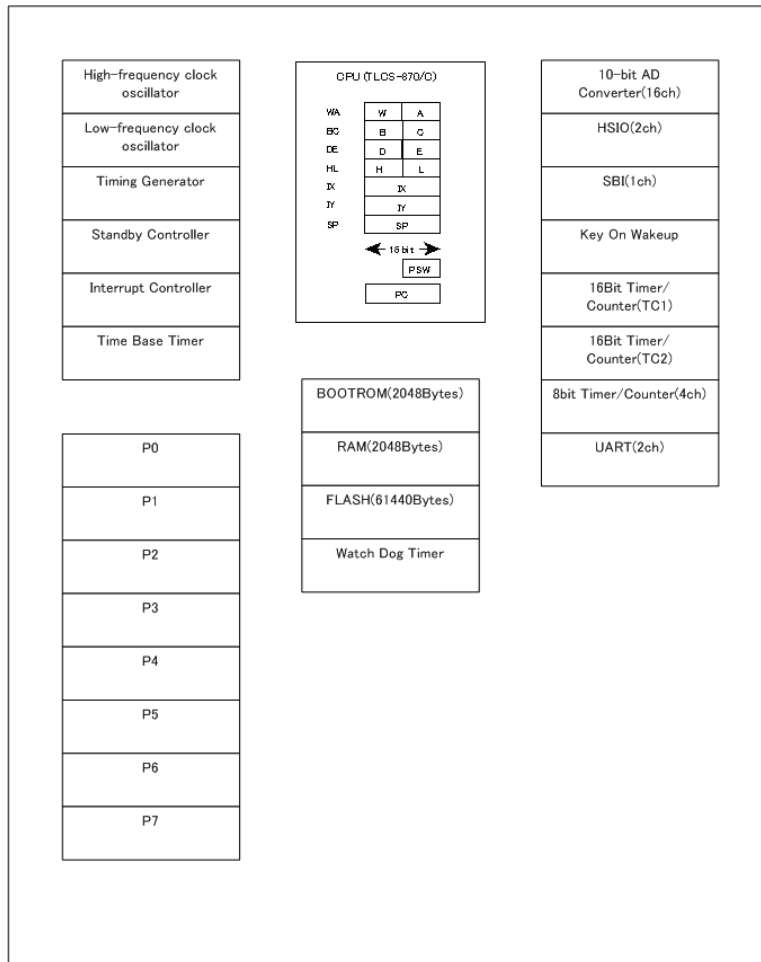 High-frequency clock
oscillator
Low-frequency clock
oscillator
Timing Generator
Standby Controller
Interrupt Controller
Time Base Timer
P0
P1
P2
P3
P4
P5
P6
P7
CPU (TLCS-870/C)
WA W A
BC B C
DE D E
HL H L
IX IX
IY IY
SP SP
16bit
PSW
PC
BOOTROM(2048Bytes)
RAM(2048Bytes)
FLASH(61440Bytes)
Watch Dog Timer
10-bit AD
Converter(16ch)
HSIO(2ch)
SBI(1ch)
Key On Wakeup
16Bit Timer/
Counter(TC1)
16Bit Timer/
Counter(TC2)
8bit Timer/Counter(4ch)
UART(2ch)